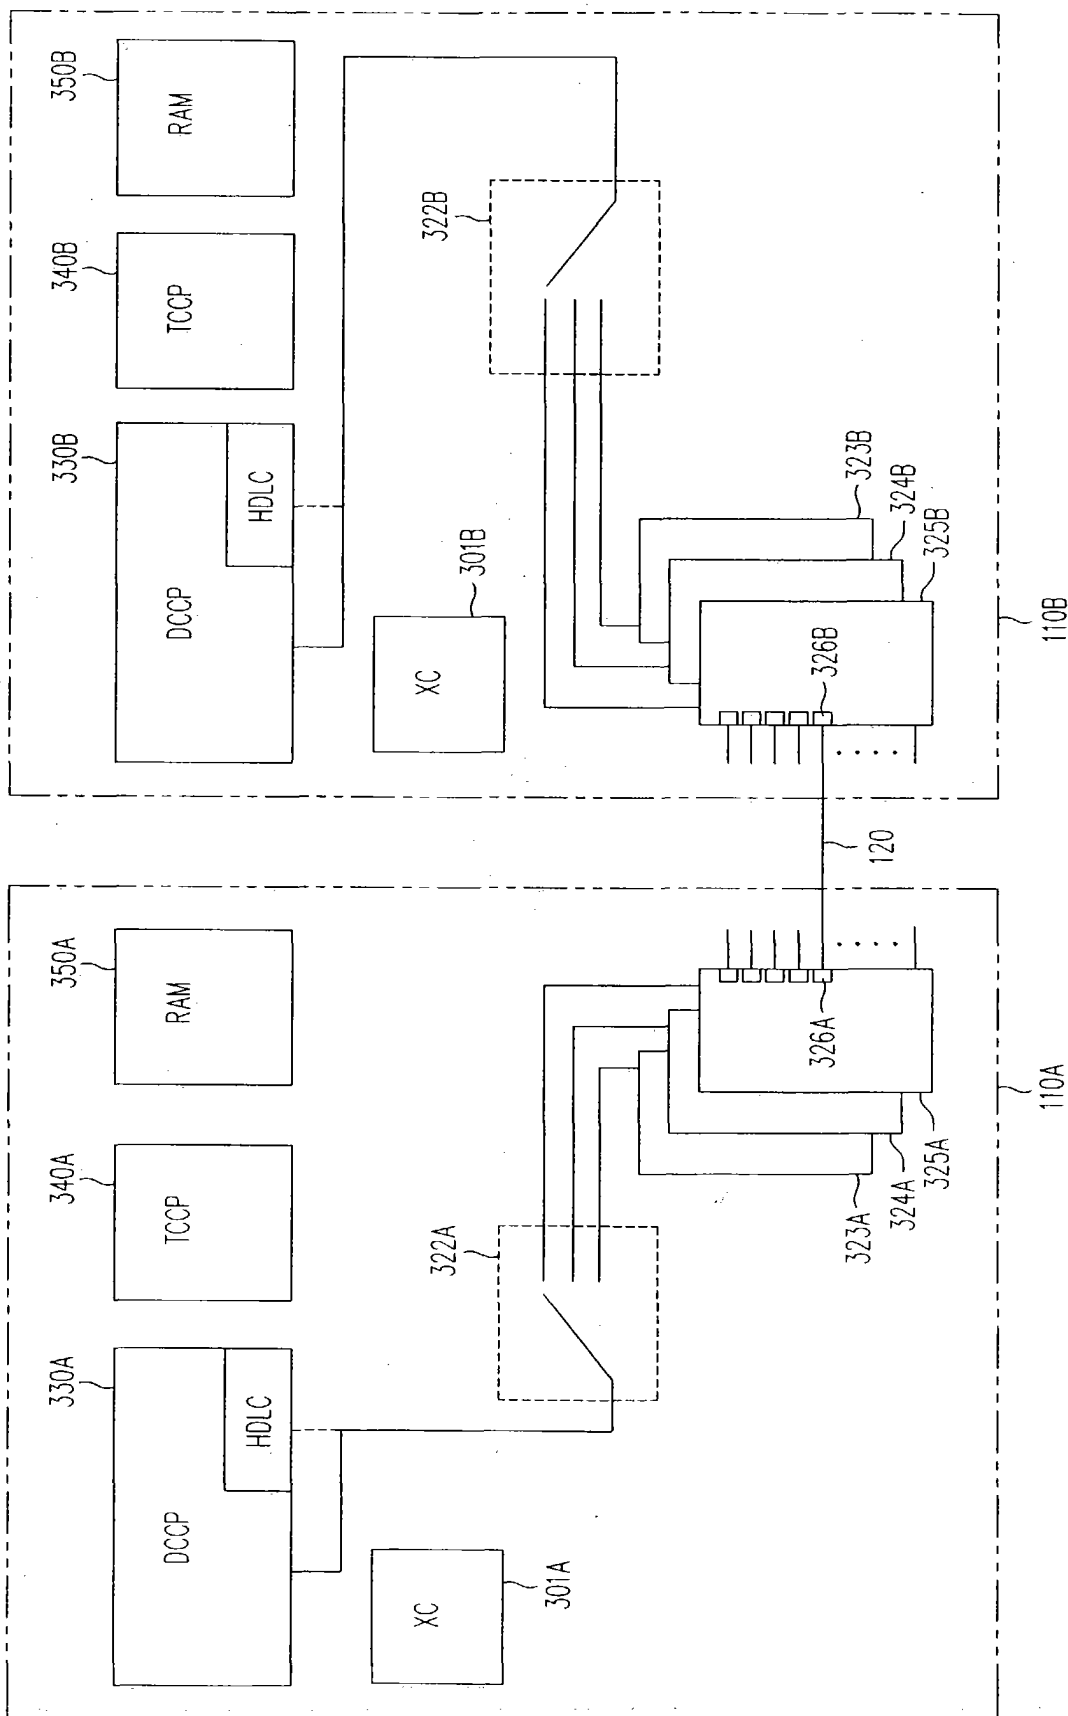 330A
340A
350A
330B
340B
350B
DCCP
HDLC
TCCP
RAM
DCCP
HDLC
TCCP
RAM
XC
301A
XC
301B
322A
322B
323A
324A
325A
326A
120
326B
323B
324B
325B
110A
110B